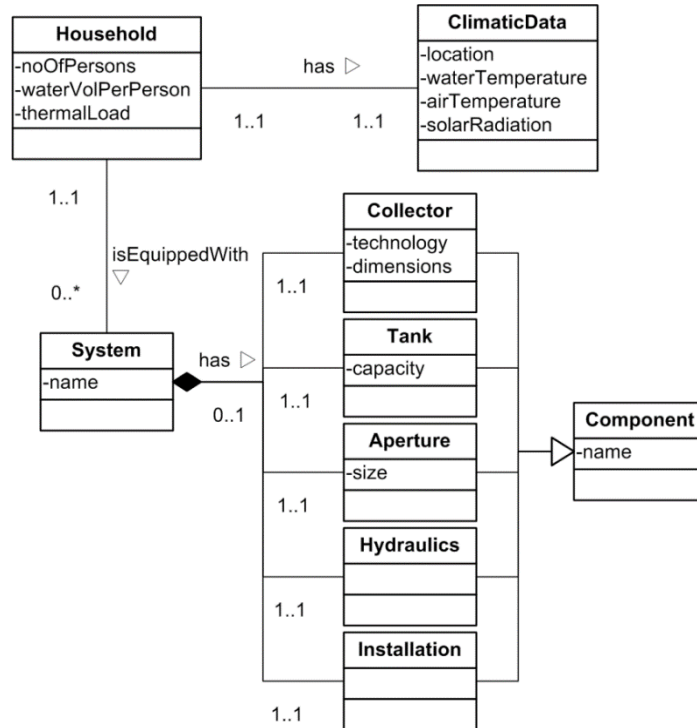 Household
-noOfPersons
-waterVolPerPerson
-thermalLoad
has
1..1
1..1
ClimaticData
-location
-waterTemperature
-airTemperature
-solarRadiation
1..1
isEquippedWith
0..*
System
-name
has
0..1
Collector
-technology
-dimensions
1..1
Tank
-capacity
1..1
Aperture
-size
1..1
Hydraulics
1..1
Installation
1..1
Component
-name